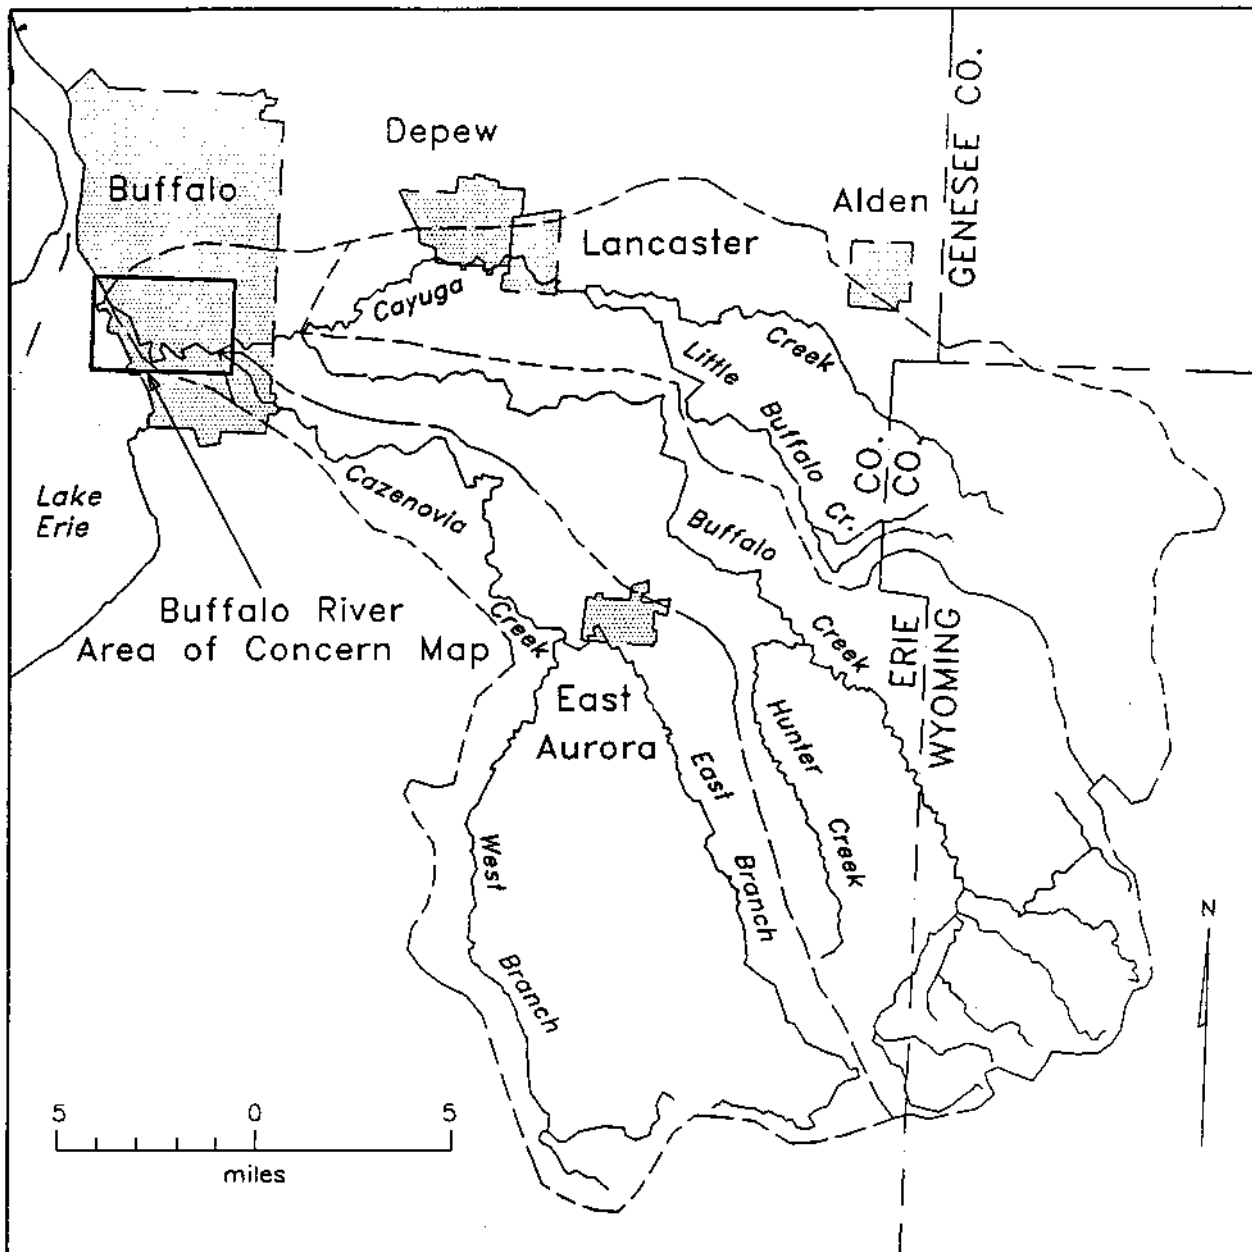 GENESEE CO.
Depew
Buffalo
Alden
Lancaster
Cayuga
Creek
Little
Buffalo
Cr.
CO.
CO.
Cazenovia
Creek
Lake
Erie
Buffalo
Creek
Buffalo River
Area of Concern Map
ERIE
WYOMING
East
Aurora
Hunter
Creek
East
Branch
West
Branch
N
5 0 5
miles